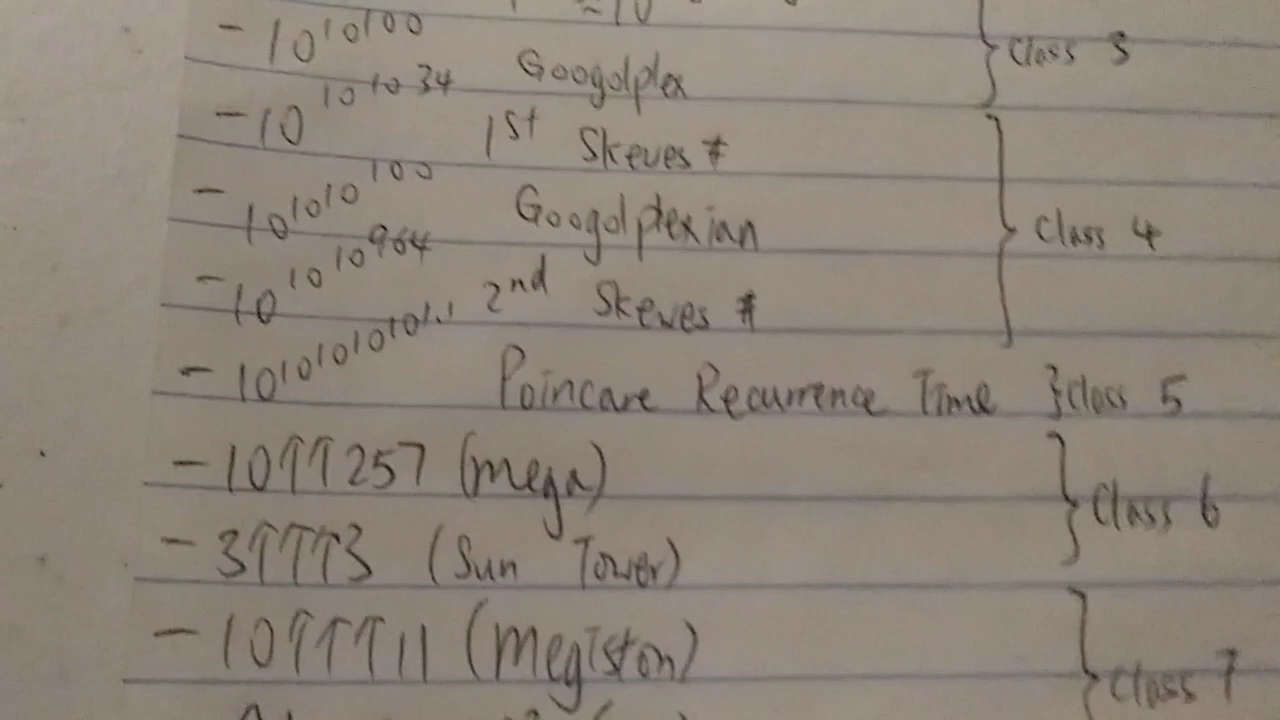 - 10^10^100 Googolplex } Class 3
- 10^10^10^34 1st Skeves #
- 10^10^10^100 Googolplexian } Class 4
- 10^10^10^964 2nd Skewes #
- 10^10^10^10^10^1.1 Poincare Recurrence Time } Class 5
- 10↑↑257 (mega)
- 3↑↑↑3 (Sun Tower) } Class 6
- 10↑↑↑11 (Megiston) } Class 7